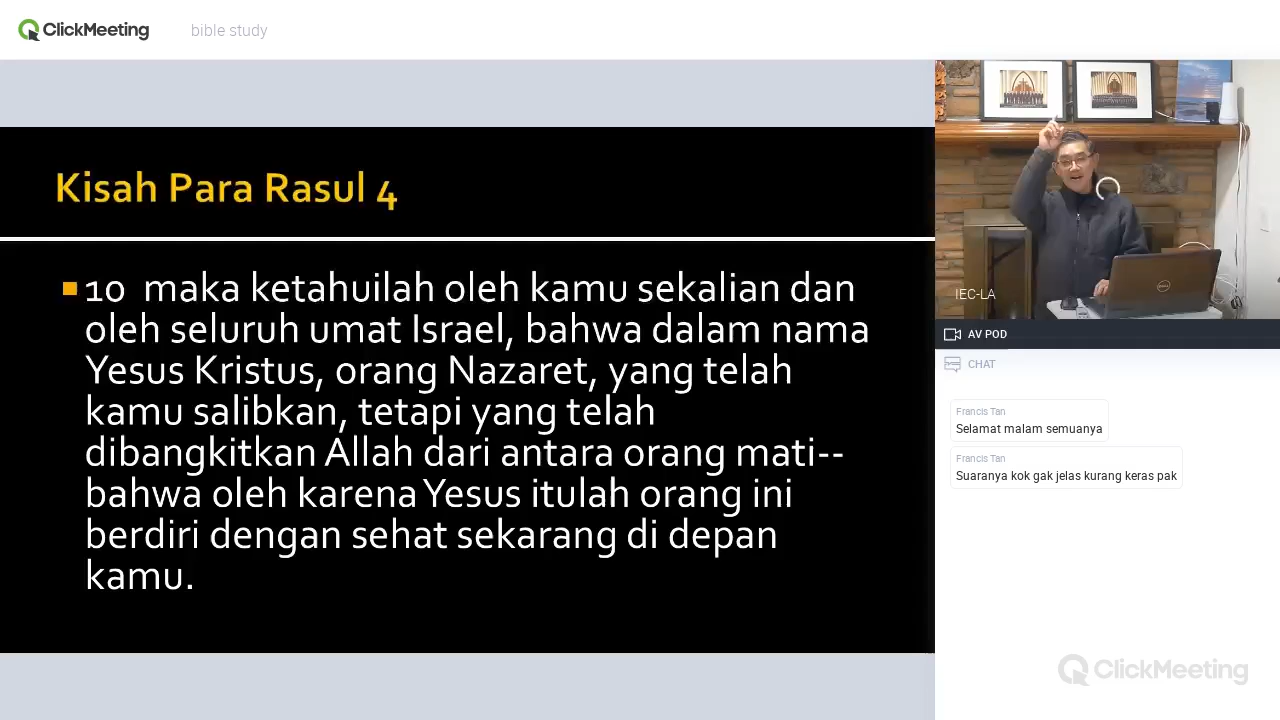 ClickMeeting
bible study
Kisah Para Rasul 4
10 maka ketahuilah oleh kamu sekalian dan
oleh seluruh umat Israel, bahwa dalam nama
Yesus Kristus, orang Nazaret, yang telah
kamu salibkan, tetapi yang telah
dibangkitkan Allah dari antara orang mati--
bahwa oleh karena Yesus itulah orang ini
berdiri dengan sehat sekarang di depan
kamu.
IEC-LA
AV POD
CHAT
Francis Tan
Selamat malam semuanya
Francis Tan
Suaranya kok gak jelas kurang keras pak
ClickMeeting